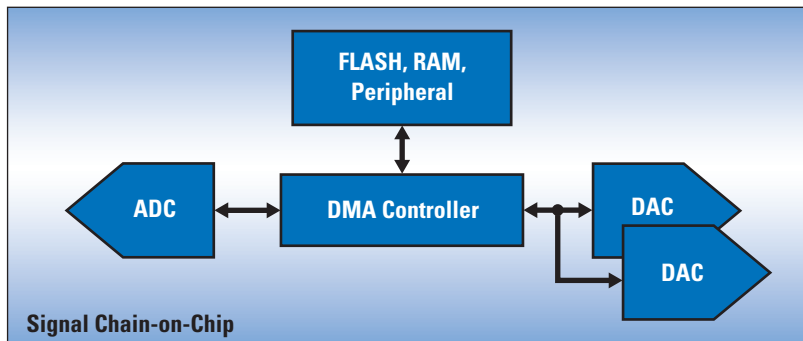 FLASH, RAM,
Peripheral
ADC
DMA Controller
DAC
DAC
Signal Chain-on-Chip